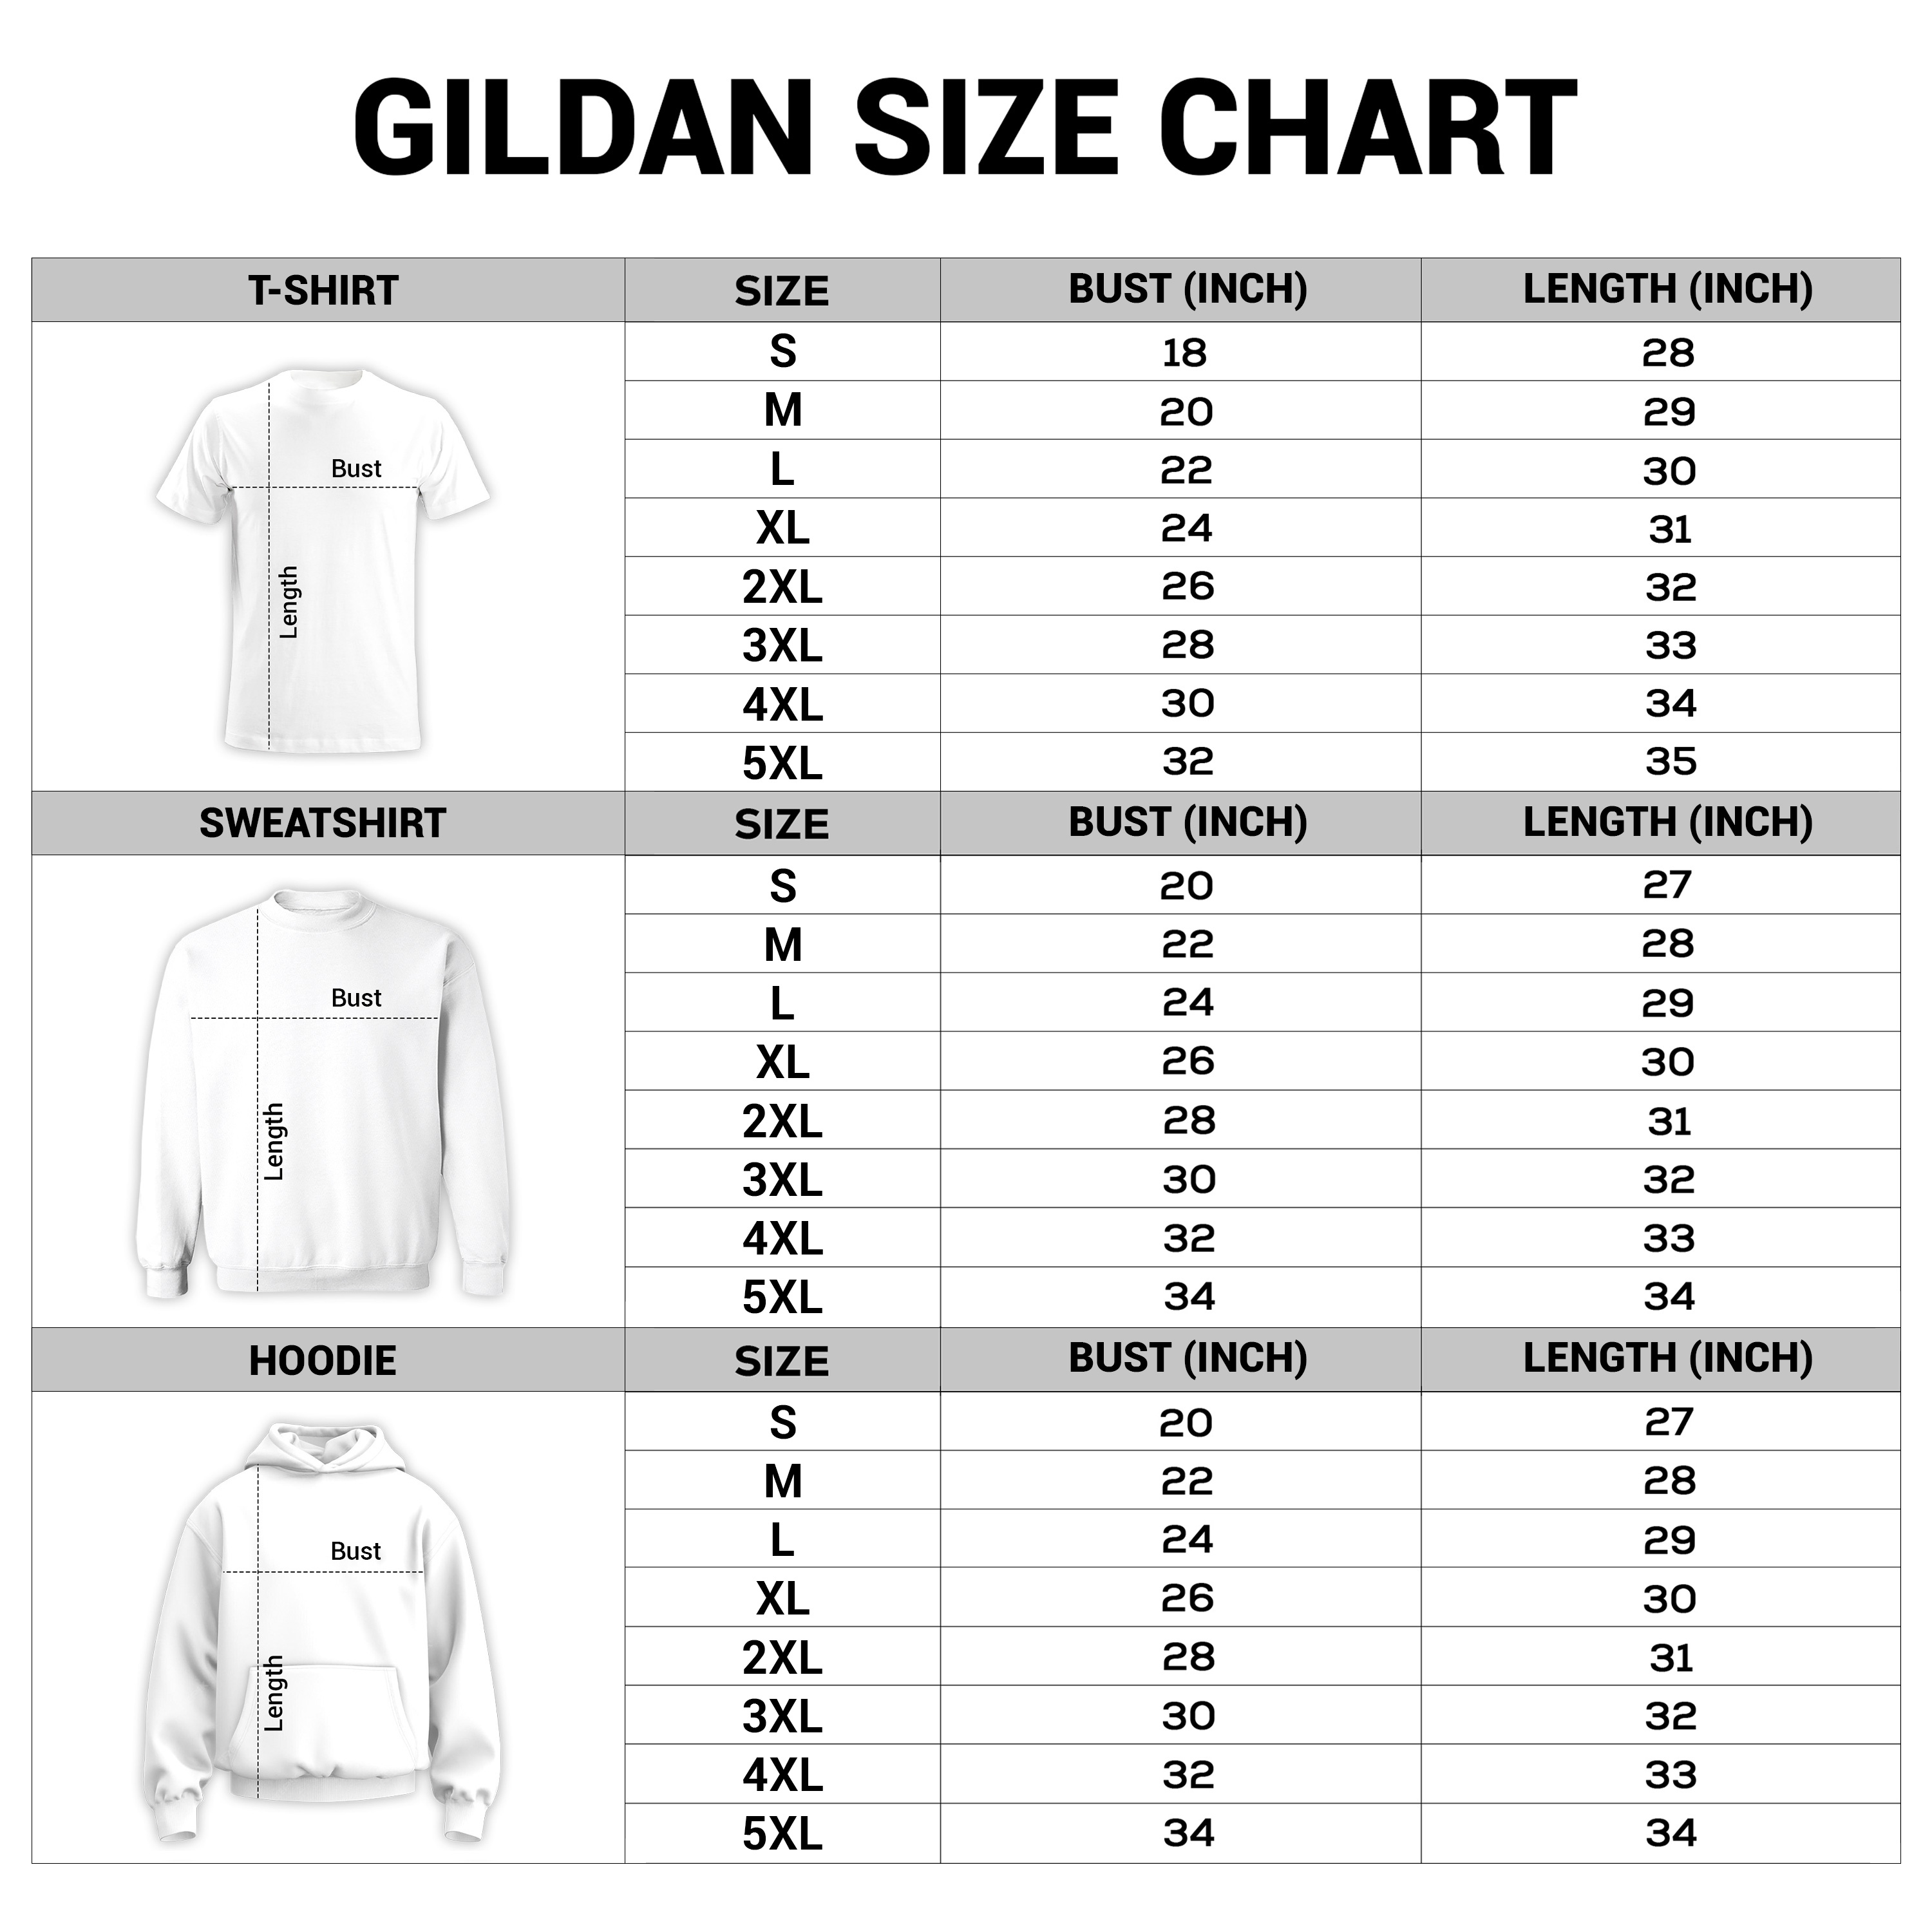 GILDAN SIZE CHART
T-SHIRT SIZE BUST (INCH) LENGTH (INCH)
S 18 28
M 20 29
L 22 30
XL 24 31
2XL 26 32
3XL 28 33
4XL 30 34
5XL 32 35
Bust
Length
SWEATSHIRT SIZE BUST (INCH) LENGTH (INCH)
S 20 27
M 22 28
L 24 29
XL 26 30
2XL 28 31
3XL 30 32
4XL 32 33
5XL 34 34
Bust
Length
HOODIE SIZE BUST (INCH) LENGTH (INCH)
S 20 27
M 22 28
L 24 29
XL 26 30
2XL 28 31
3XL 30 32
4XL 32 33
5XL 34 34
Bust
Length